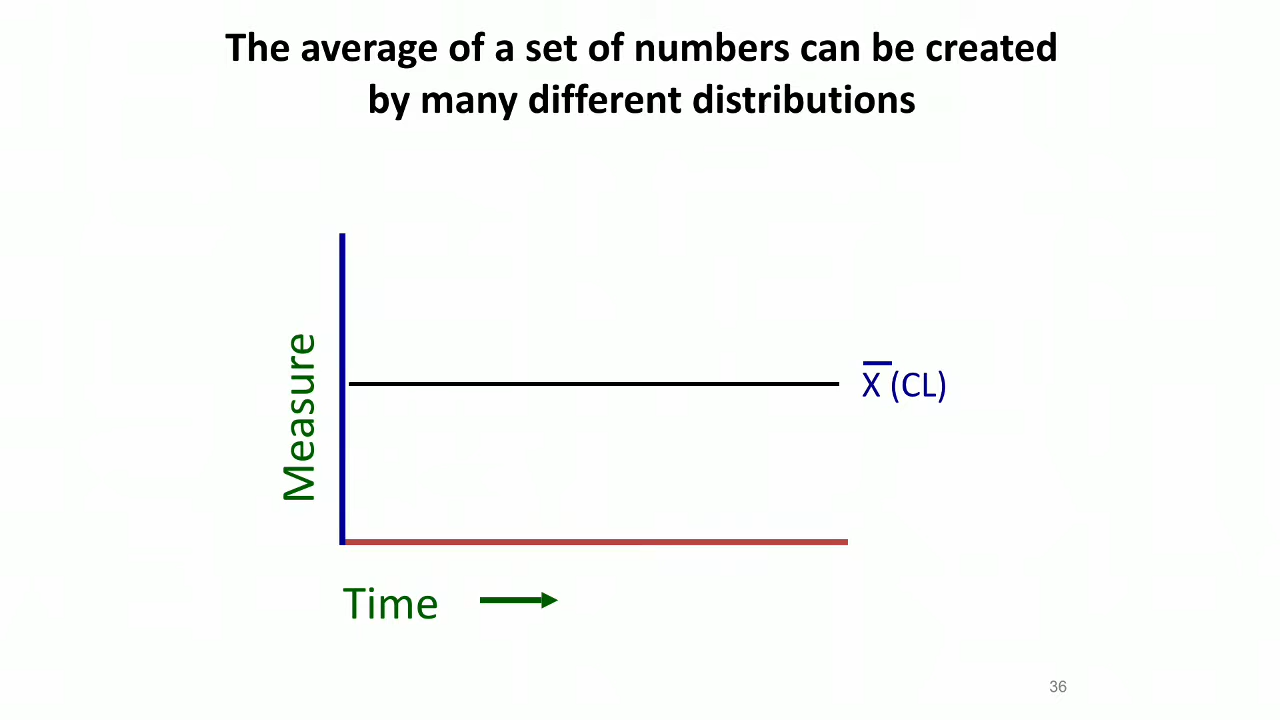 The average of a set of numbers can be created
by many different distributions
Measure
X̅ (CL)
Time
36